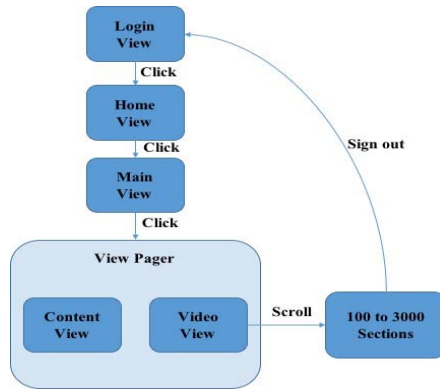 Login
View
Click
Home
View
Click
Sign out
Main
View
Click
View Pager
Content
View
Video
View
Scroll
100 to 3000
Sections